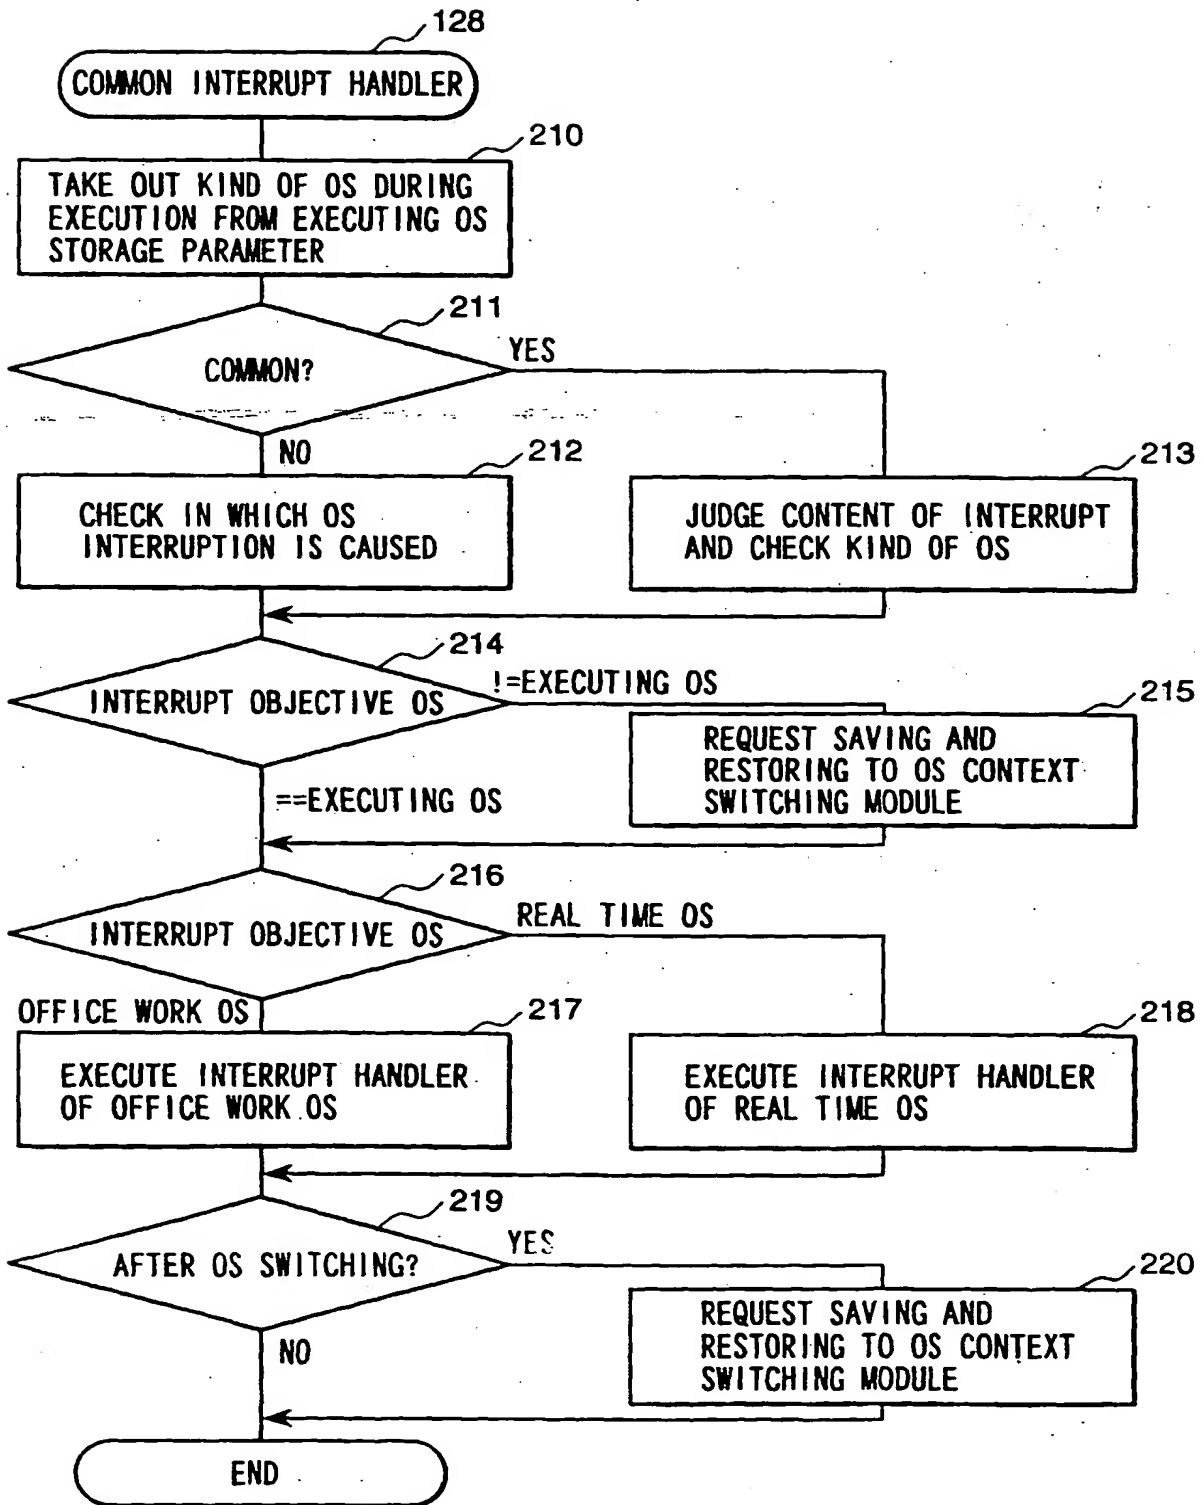 128
COMMON INTERRUPT HANDLER
210
TAKE OUT KIND OF OS DURING
EXECUTION FROM EXECUTING OS
STORAGE PARAMETER
211
COMMON?
YES
NO
212
CHECK IN WHICH OS
INTERRUPTION IS CAUSED
213
JUDGE CONTENT OF INTERRUPT
AND CHECK KIND OF OS
214
INTERRUPT OBJECTIVE OS
!=EXECUTING OS
215
REQUEST SAVING AND
RESTORING TO OS CONTEXT
SWITCHING MODULE
==EXECUTING OS
216
INTERRUPT OBJECTIVE OS
REAL TIME OS
OFFICE WORK OS
217
EXECUTE INTERRUPT HANDLER
OF OFFICE WORK OS
218
EXECUTE INTERRUPT HANDLER
OF REAL TIME OS
219
AFTER OS SWITCHING?
YES
220
REQUEST SAVING AND
RESTORING TO OS CONTEXT
SWITCHING MODULE
NO
END